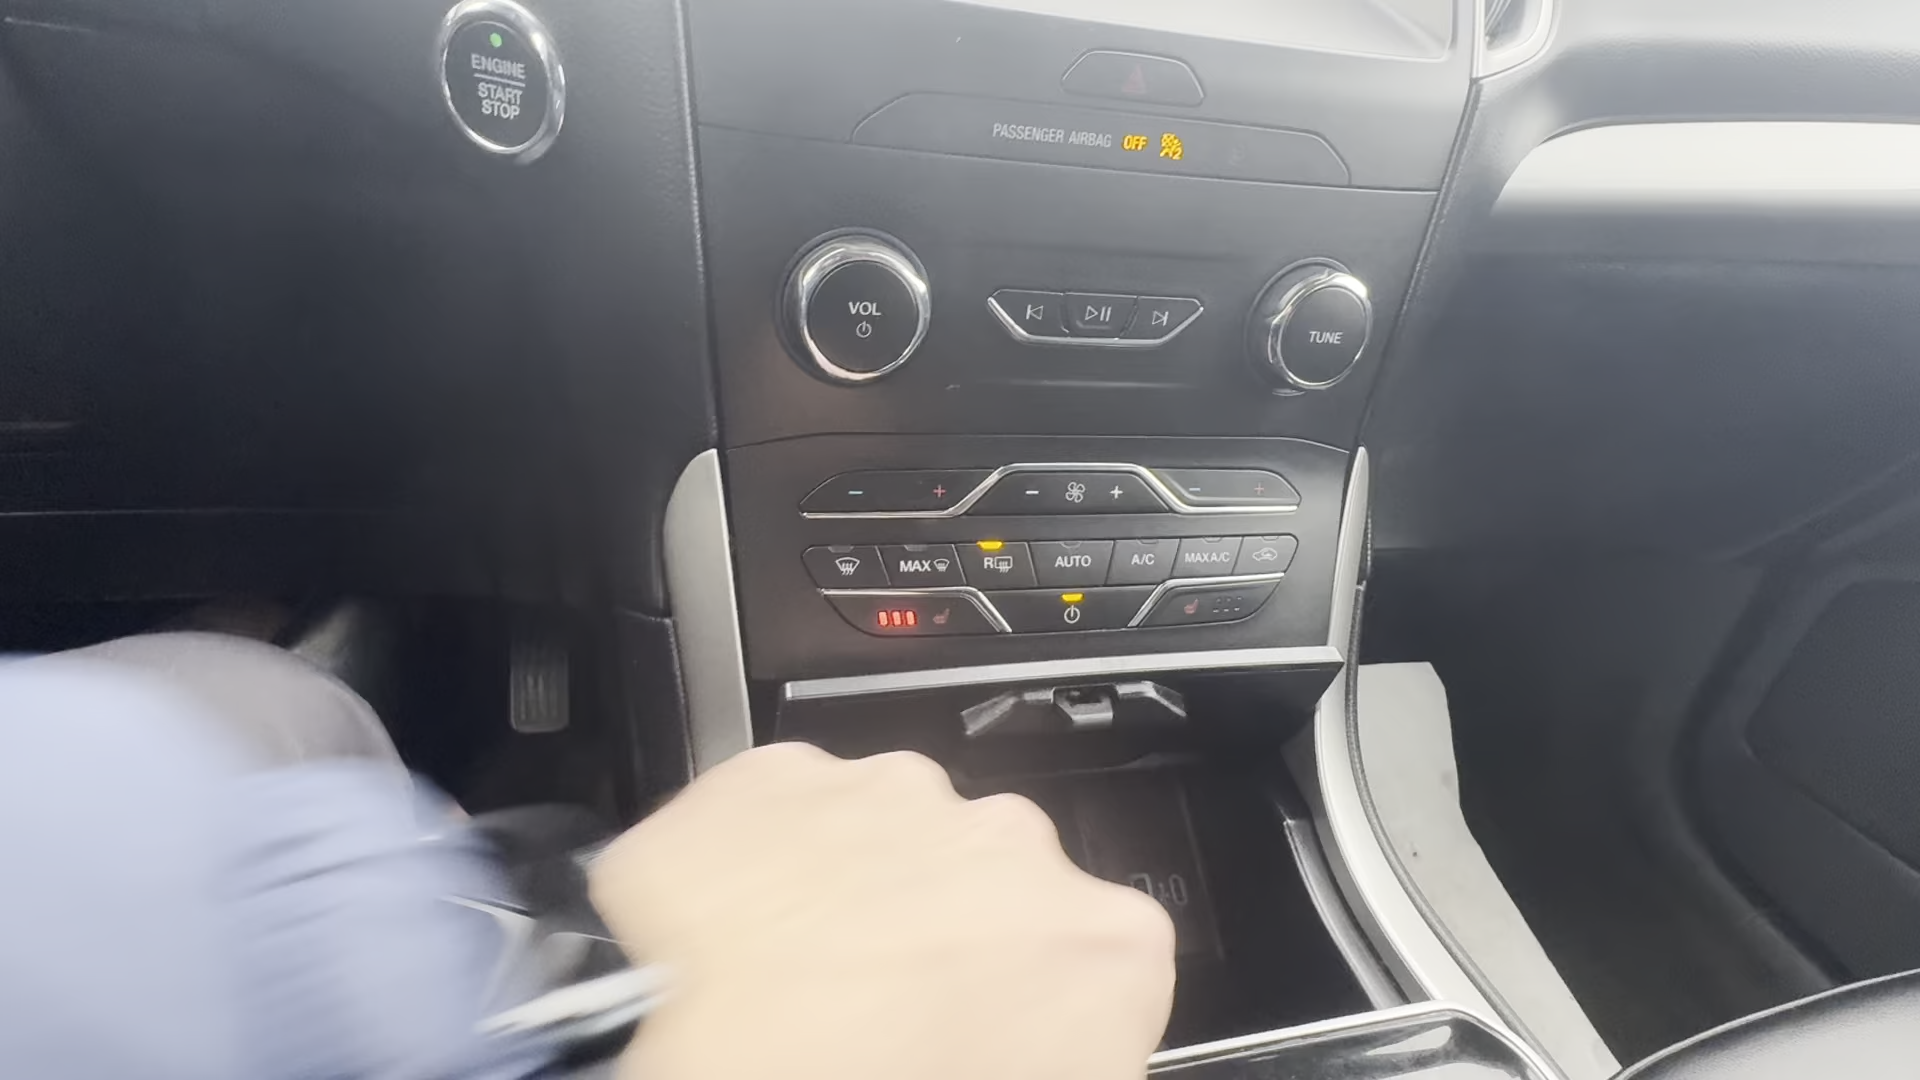 ENGINE
START
STOP
PASSENGER AIRBAG OFF
VOL
TUNE
MAX R AUTO A/C MAX A/C